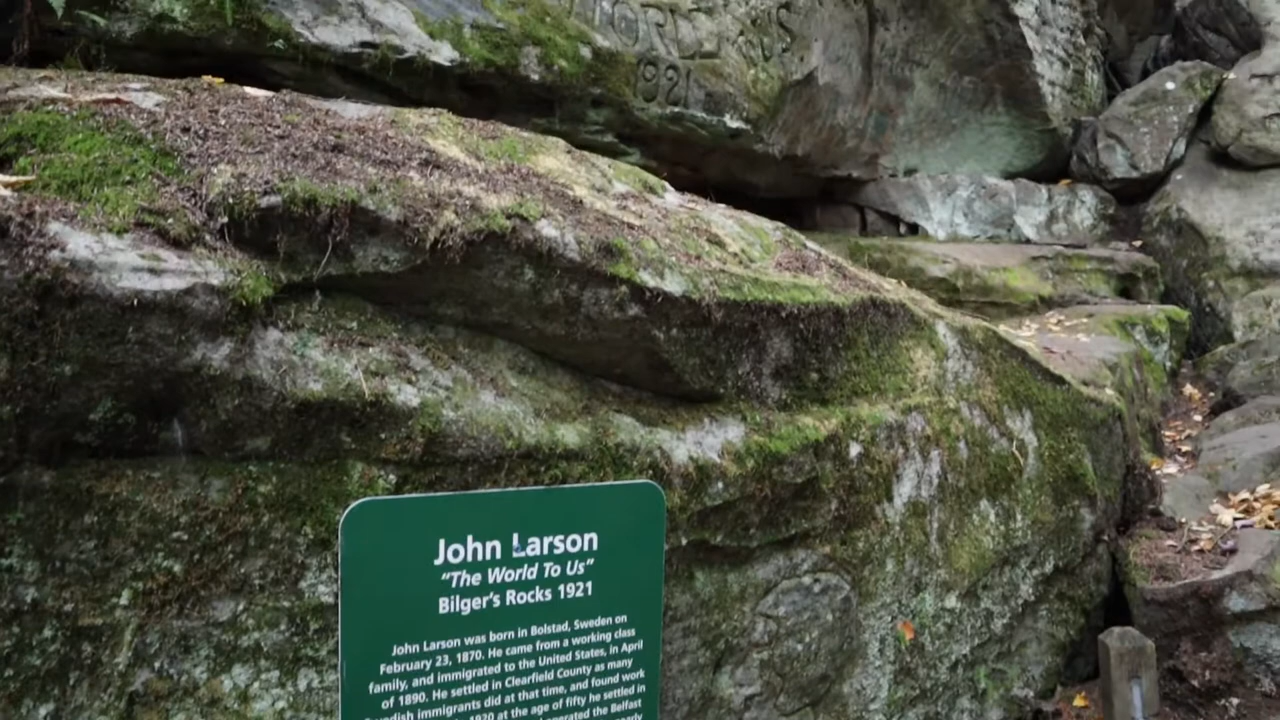 1921
John Larson
“The World To Us”
Bilger’s Rocks 1921
John Larson was born in Bolstad, Sweden on
February 23, 1870. He came from a working class
family, and immigrated to the United States, in April
of 1890. He settled in Clearfield County as many
Swedish immigrants did at that time, and found work
1920 at the age of fifty he settled in
operated the Belfast